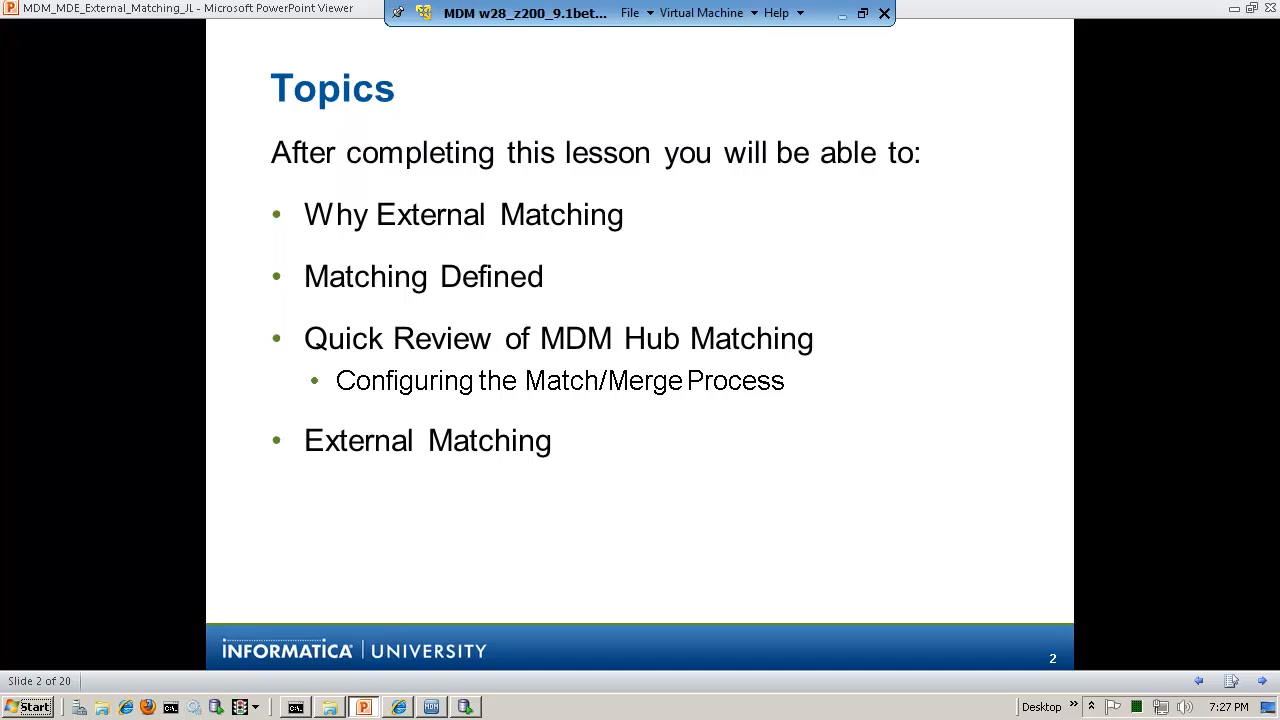 MDM_MDE_External_Matching_JL - Microsoft PowerPoint Viewer
MDM w28_z200_9.1bet... File Virtual Machine Help
Topics
After completing this lesson you will be able to:
• Why External Matching
• Matching Defined
• Quick Review of MDM Hub Matching
• Configuring the Match/Merge Process
• External Matching
INFORMATICA UNIVERSITY
2
Slide 2 of 20
Start
Desktop
7:27 PM